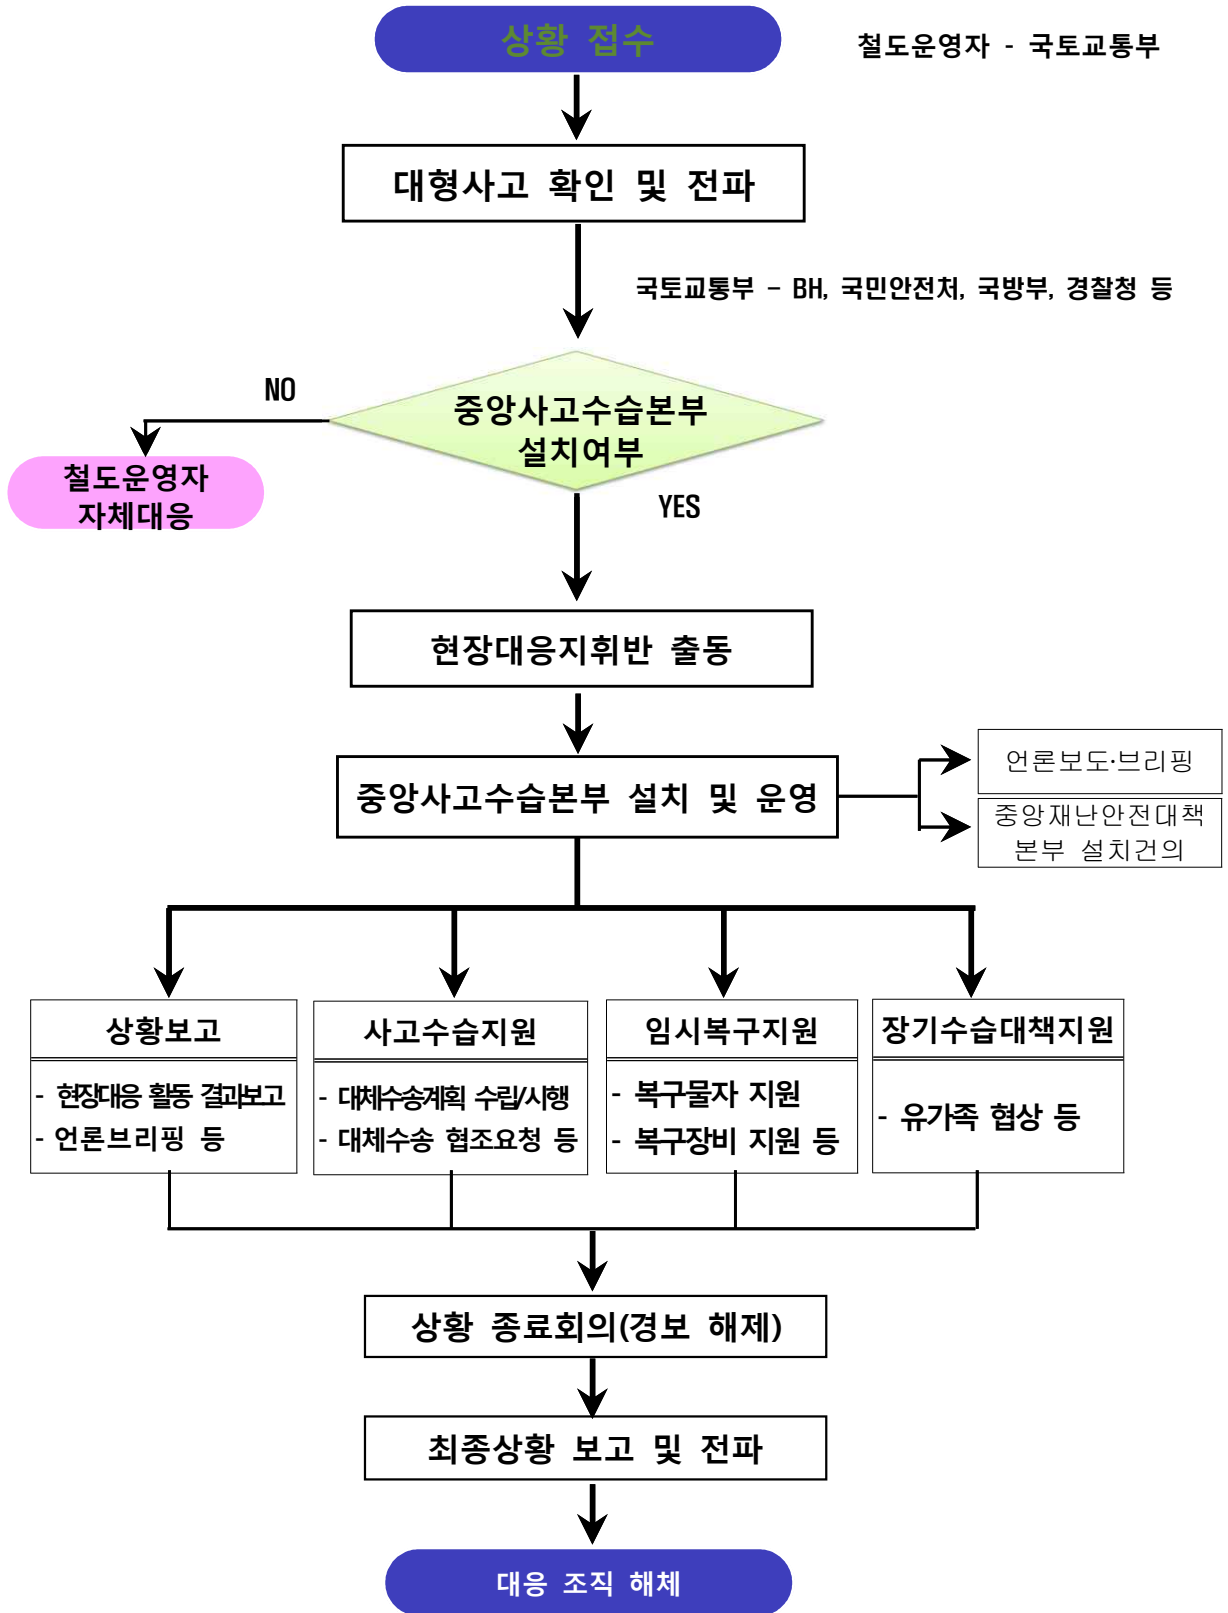 상황 접수
철도운영자 - 국토교통부
대형사고 확인 및 전파
국토교통부 - BH, 국민안전처, 국방부, 경찰청 등
NO
중앙사고수습본부
설치여부
철도운영자
자체대응
YES
현장대응지휘반 출동
중앙사고수습본부 설치 및 운영
언론보도·브리핑
중앙재난안전대책
본부 설치건의
상황보고
- 현장대응 활동 결과보고
- 언론브리핑 등
사고수습지원
- 대체수송계획 수립/시행
- 대체수송 협조요청 등
임시복구지원
- 복구물자 지원
- 복구장비 지원 등
장기수습대책지원
- 유가족 협상 등
상황 종료회의(경보 해제)
최종상황 보고 및 전파
대응 조직 해체